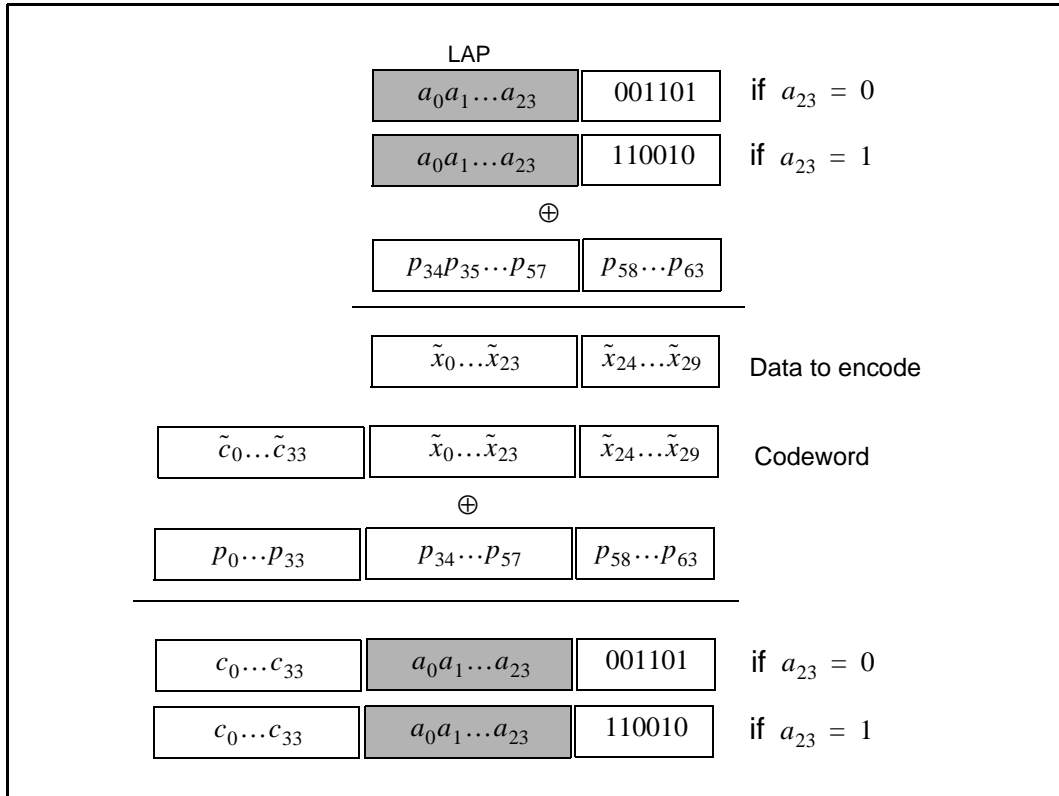 LAP
a₀a₁…a₂₃ 001101 if a₂₃ = 0
a₀a₁…a₂₃ 110010 if a₂₃ = 1
⊕
p₃₄p₃₅…p₅₇ p₅₈…p₆₃
x̃₀…x̃₂₃ x̃₂₄…x̃₂₉ Data to encode
c̃₀…c̃₃₃ x̃₀…x̃₂₃ x̃₂₄…x̃₂₉ Codeword
⊕
p₀…p₃₃ p₃₄…p₅₇ p₅₈…p₆₃
c₀…c₃₃ a₀a₁…a₂₃ 001101 if a₂₃ = 0
c₀…c₃₃ a₀a₁…a₂₃ 110010 if a₂₃ = 1